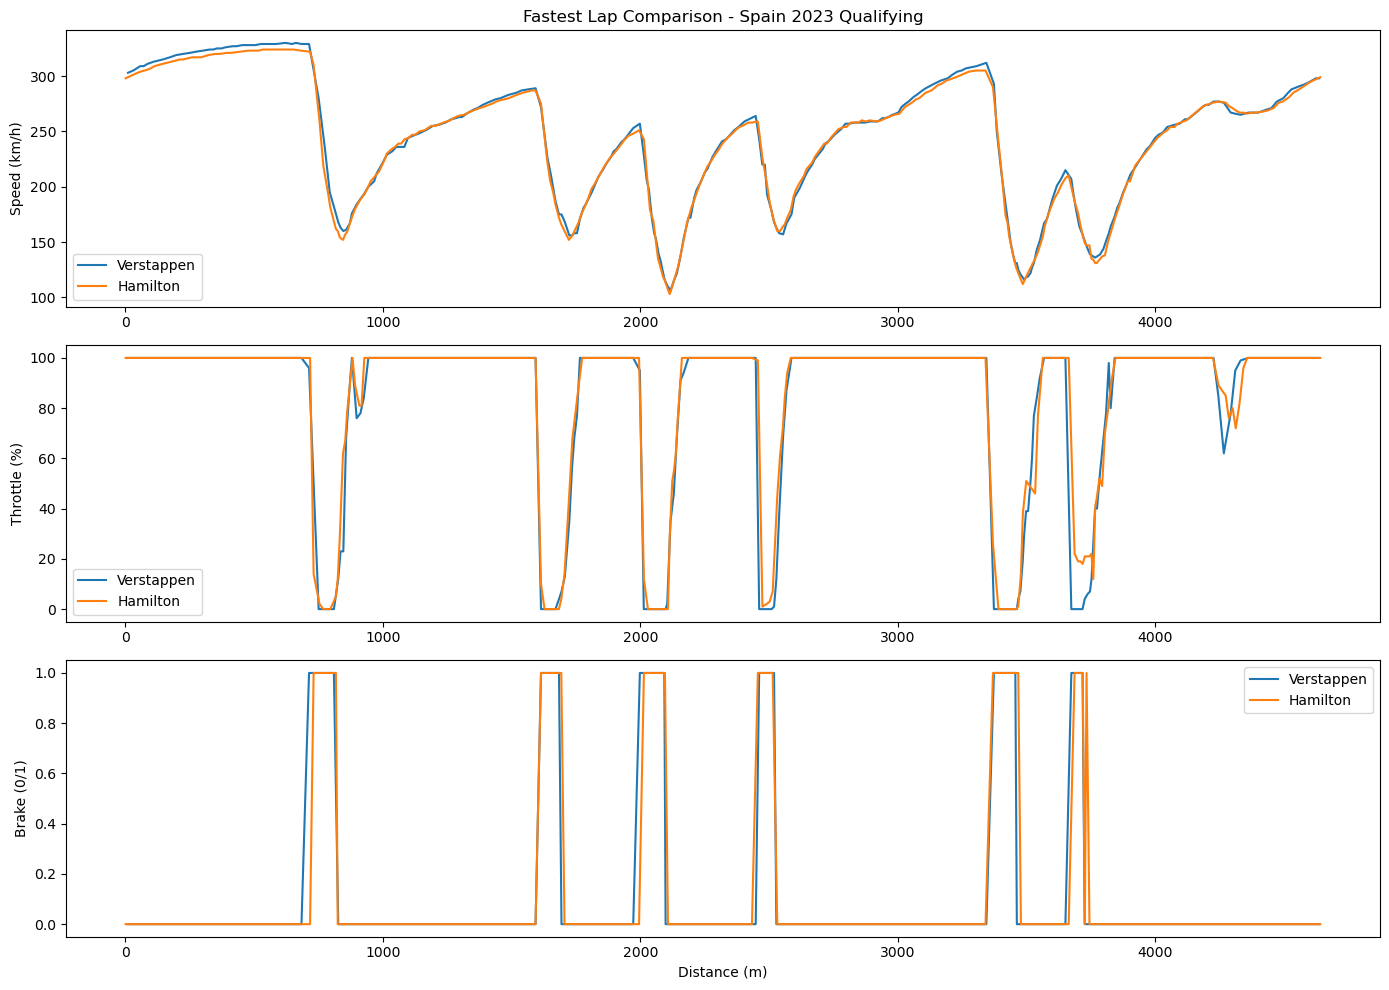 Fastest Lap Comparison - Spain 2023 Qualifying
Speed (km/h)
300
250
200
150
100
Verstappen
Hamilton
0 1000 2000 3000 4000
Throttle (%)
100
80
60
40
20
0
Verstappen
Hamilton
0 1000 2000 3000 4000
Brake (0/1)
1.0
0.8
0.6
0.4
0.2
0.0
Verstappen
Hamilton
0 1000 2000 3000 4000
Distance (m)